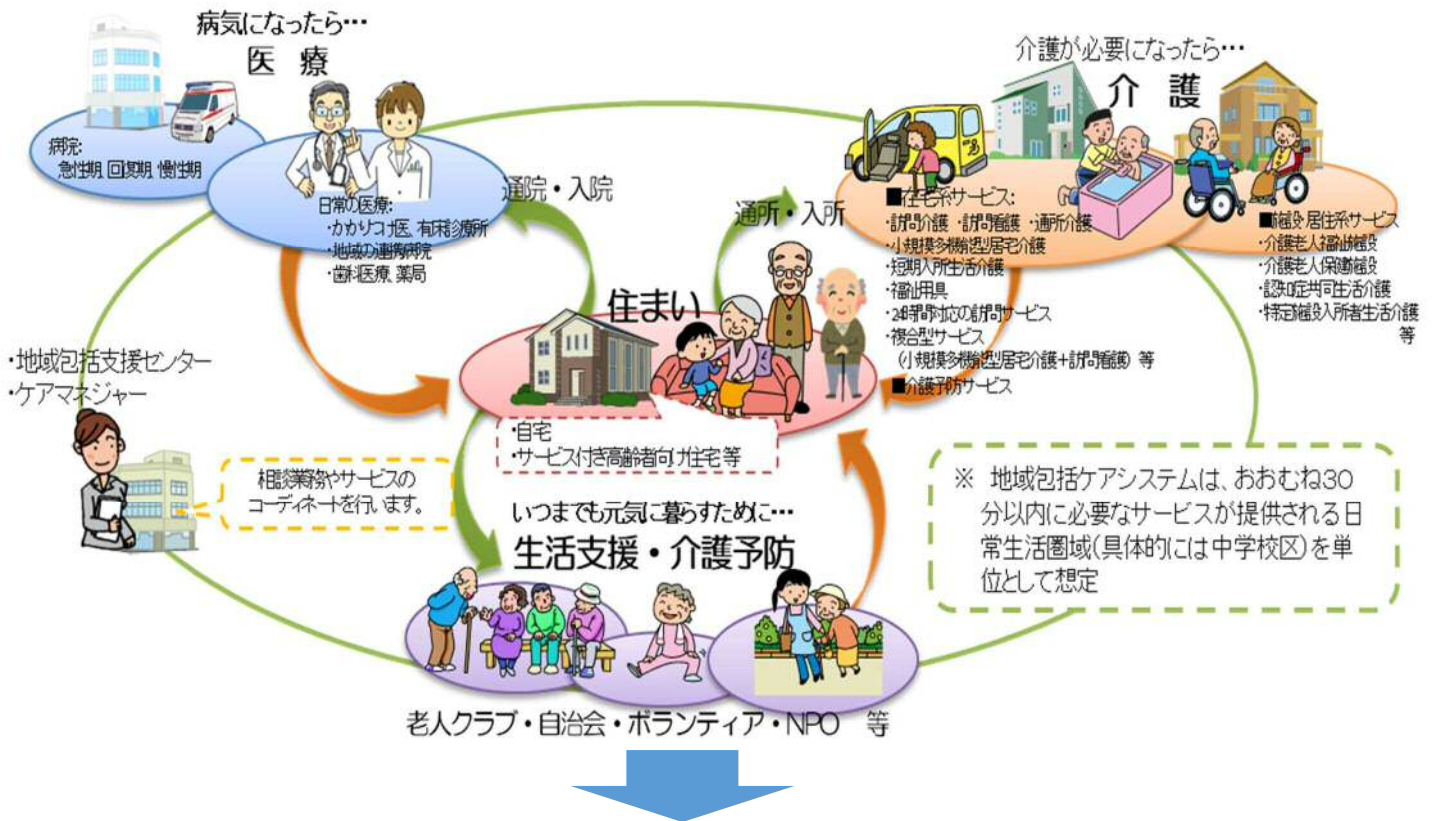 病気になったら…
医 療
病院:
急性期、回復期、慢性期
日常の医療:
・かかりつけ医、有床診療所
・地域の連携病院
・歯科医療、薬局
通院・入院
介護が必要になったら…
介 護
通所・入所
■在宅系サービス:
・訪問介護 ・訪問看護 ・通所介護
・小規模多機能型居宅介護
・短期入所生活介護
・福祉用具
・24時間対応の訪問サービス
・複合型サービス
(小規模多機能型居宅介護+訪問看護) 等
■介護予防サービス
■施設・居住系サービス
・介護老人福祉施設
・介護老人保健施設
・認知症共同生活介護
・特定施設入所者生活介護
等
住まい
・自宅
・サービス付き高齢者向け住宅 等
・地域包括支援センター
・ケアマネジャー
相談業務やサービスの
コーディネートを行います。
いつまでも元気に暮らすために…
生活支援・介護予防
老人クラブ・自治会・ボランティア・NPO 等
※ 地域包括ケアシステムは、おおむね30
分以内に必要なサービスが提供される日
常生活圏域(具体的には中学校区)を単
位として想定